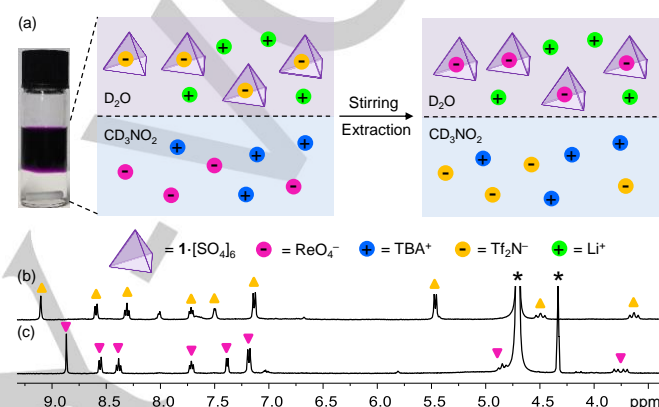 (a)
D₂O
CD₃NO₂
Stirring
Extraction
D₂O
CD₃NO₂
= 1·[SO₄]₆ = ReO₄⁻ = TBA⁺ = Tf₂N⁻ = Li⁺
(b)
* *
(c)
9.0 8.5 8.0 7.5 7.0 6.5 6.0 5.5 5.0 4.5 4.0 ppm